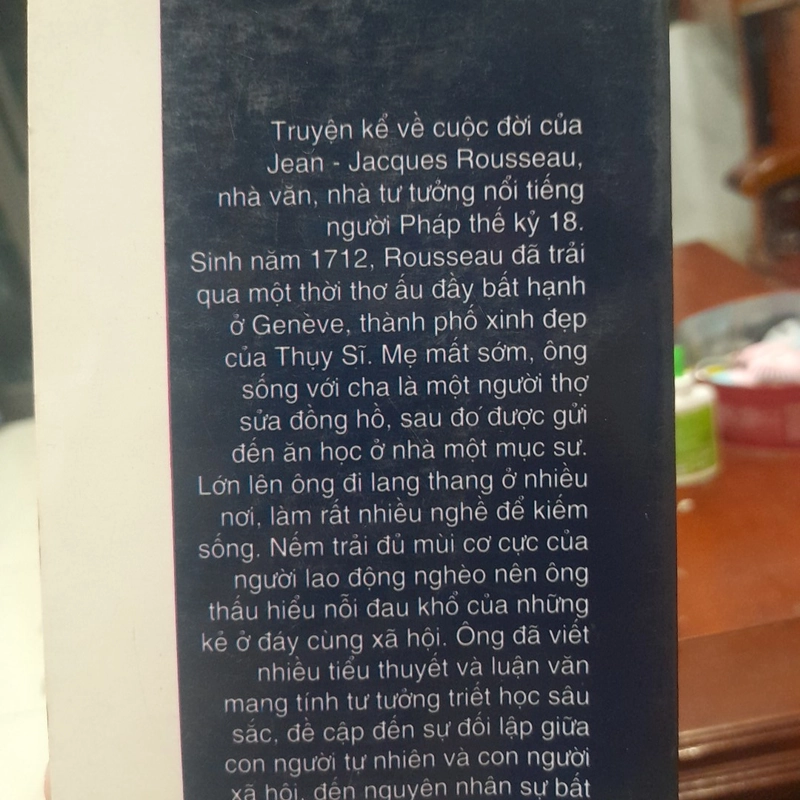 Truyện kể về cuộc đời của
Jean - Jacques Rousseau,
nhà văn, nhà tư tưởng nổi tiếng
người Pháp thế kỷ 18.
Sinh năm 1712, Rousseau đã trải
qua một thời thơ ấu đầy bất hạnh
ở Genève, thành phố xinh đẹp
của Thụy Sĩ. Mẹ mất sớm, ông
sống với cha là một người thợ
sửa đồng hồ, sau đó được gửi
đến ăn học ở nhà một mục sư.
Lớn lên ông đi lang thang ở nhiều
nơi, làm rất nhiều nghề để kiếm
sống. Nếm trải đủ mùi cơ cực của
người lao động nghèo nên ông
thấu hiểu nỗi đau khổ của những
kẻ ở đáy cùng xã hội. Ông đã viết
nhiều tiểu thuyết và luận văn
mang tính tư tưởng triết học sâu
sắc, đề cập đến sự đối lập giữa
con người tự nhiên và con người
xã hội, đến nguyên nhân sự bất